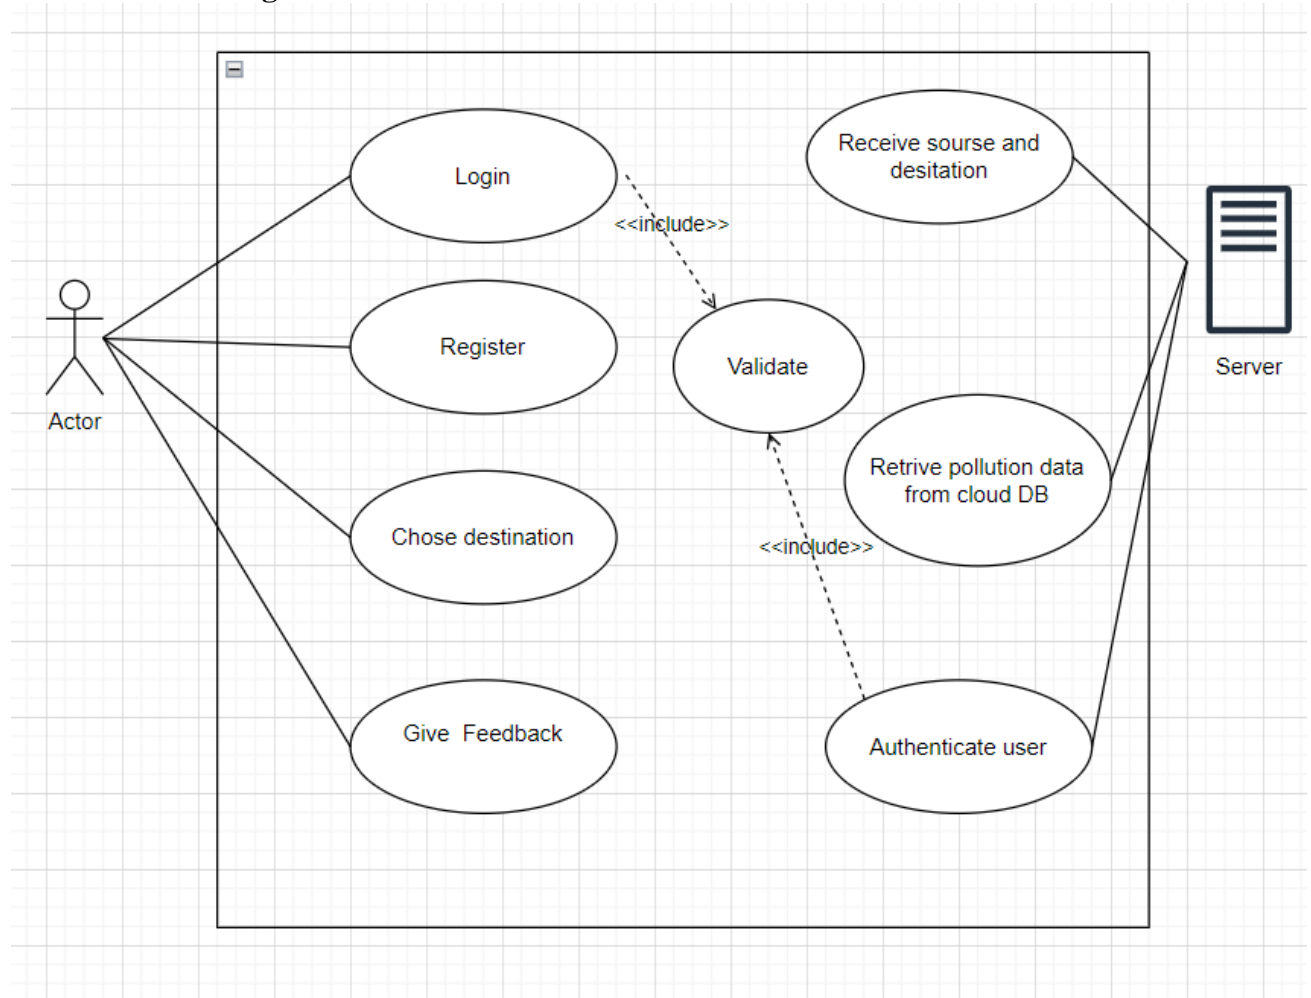 Login
<<include>>
Receive sourse and
desitation
Register
Validate
Server
Actor
Retrive pollution data
from cloud DB
Chose destination
<<include>>
Give  Feedback
Authenticate user